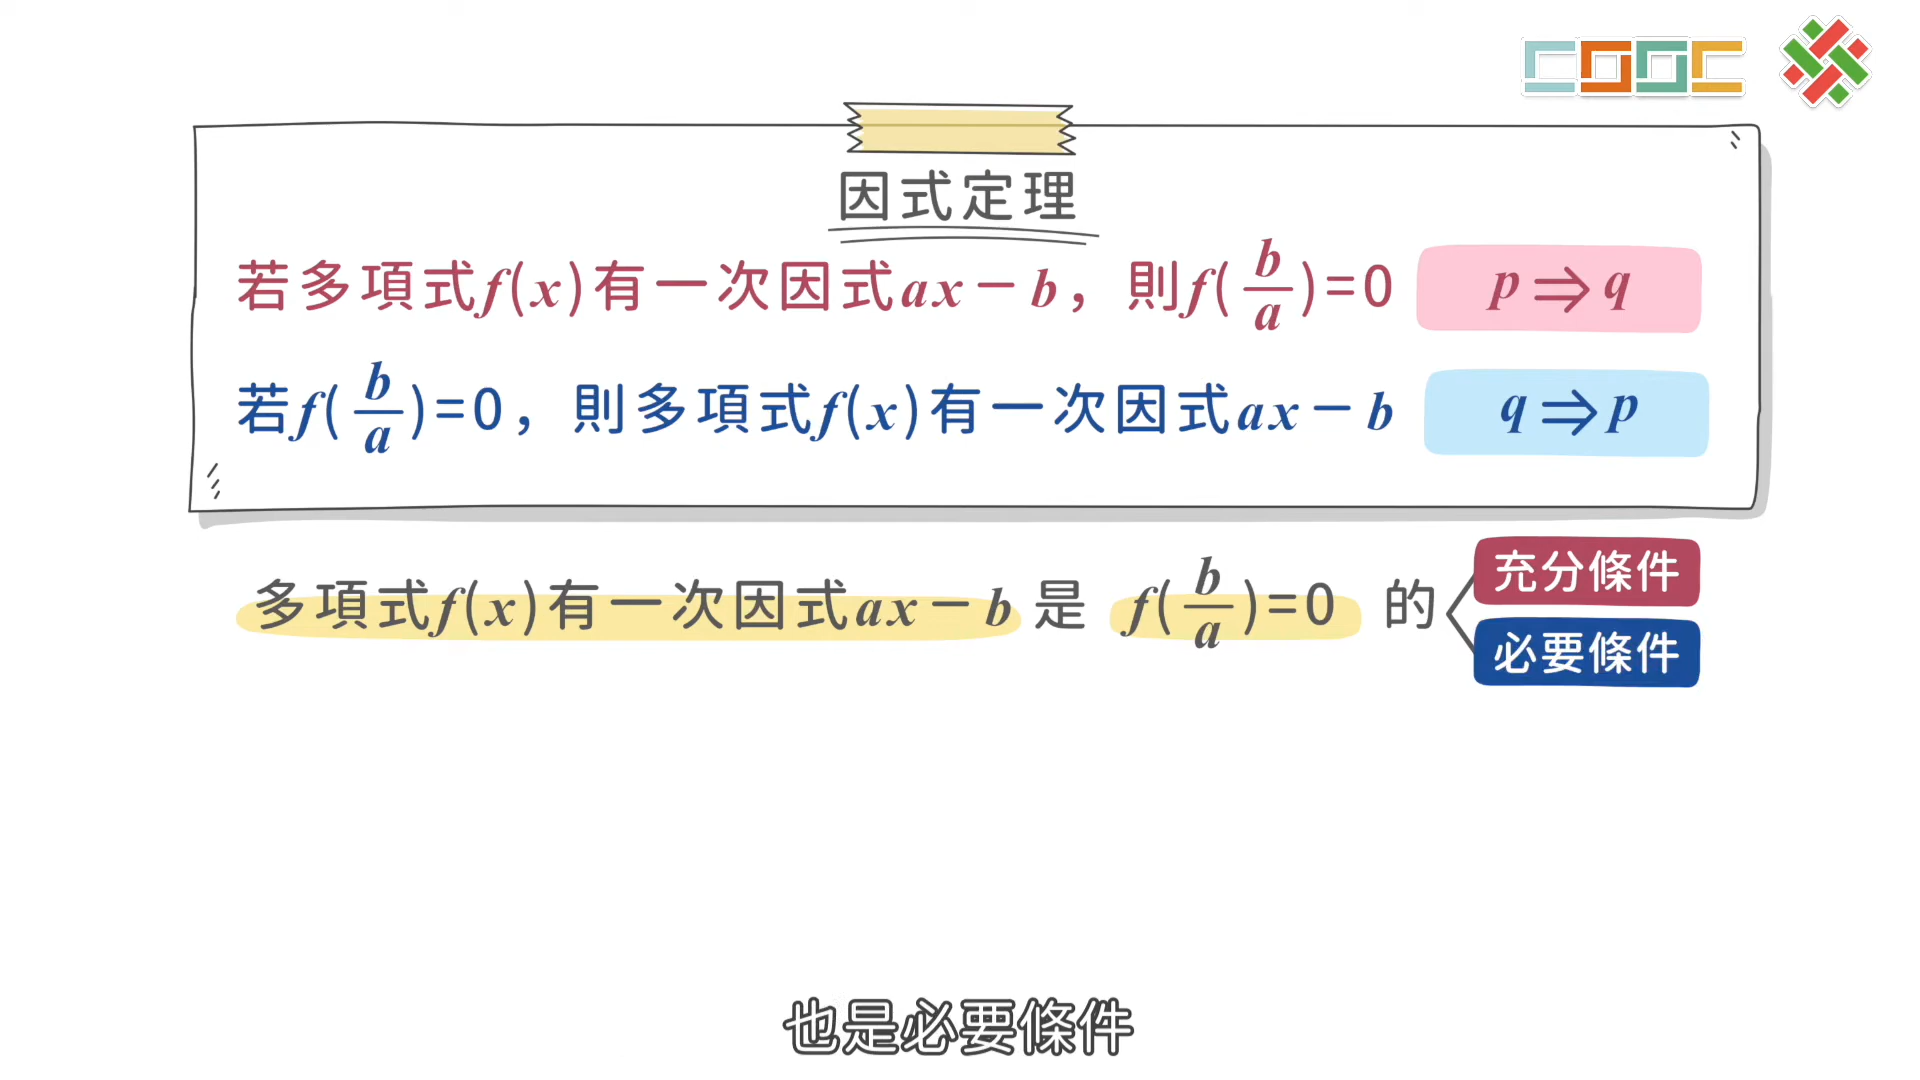 COOC
因式定理
若多項式f(x)有一次因式ax－b，則f(b/a)=0 p⇒q
若f(b/a)=0，則多項式f(x)有一次因式ax－b q⇒p
多項式f(x)有一次因式ax－b 是 f(b/a)=0 的
充分條件
必要條件
也是必要條件